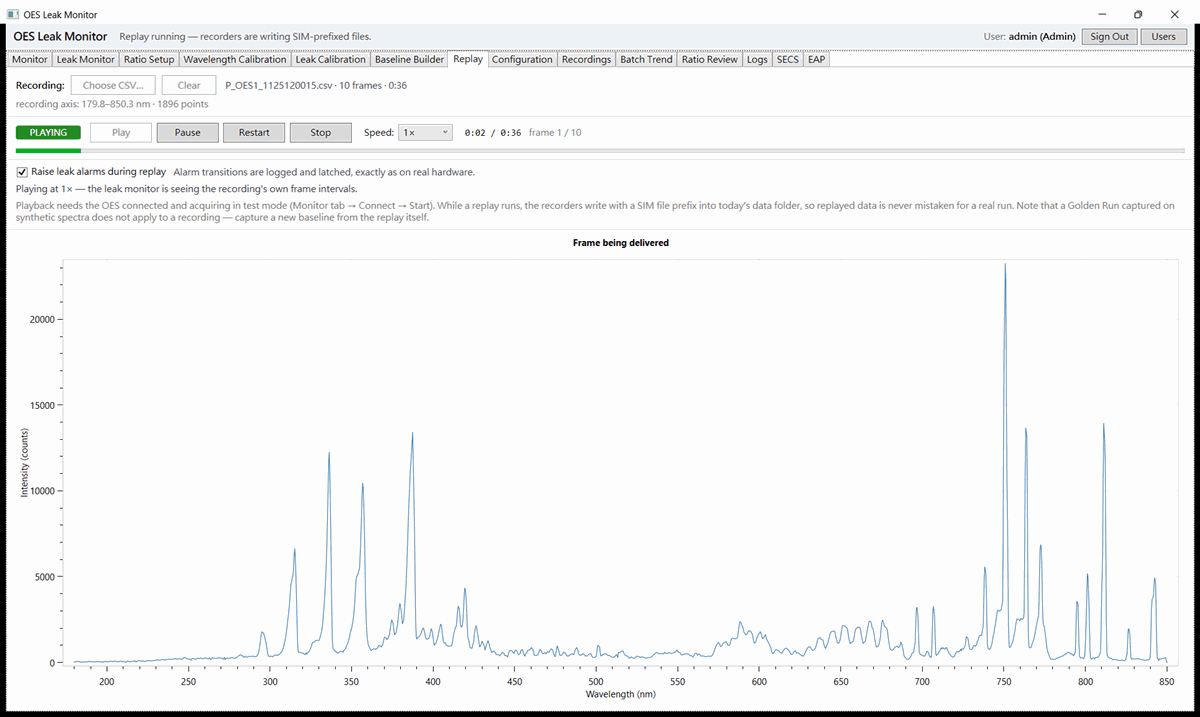 OES Leak Monitor
OES Leak Monitor Replay running — recorders are writing SIM-prefixed files. User: admin (Admin) Sign Out Users
Monitor Leak Monitor Ratio Setup Wavelength Calibration Leak Calibration Baseline Builder Replay Configuration Recordings Batch Trend Ratio Review Logs SECS EAP
Recording: Choose CSV... Clear P_OES1_1125120015.csv · 10 frames · 0:36
recording axis: 179.8–850.3 nm · 1896 points
PLAYING Play Pause Restart Stop Speed: 1× 0:02 / 0:36 frame 1 / 10
Raise leak alarms during replay Alarm transitions are logged and latched, exactly as on real hardware.
Playing at 1× — the leak monitor is seeing the recording's own frame intervals.
Playback needs the OES connected and acquiring in test mode (Monitor tab → Connect → Start). While a replay runs, the recorders write with a SIM file prefix into today's data folder, so replayed data is never mistaken for a real run. Note that a Golden Run captured on
synthetic spectra does not apply to a recording — capture a new baseline from the replay itself.
Frame being delivered
20000
15000
10000
5000
0
Intensity (counts)
200 250 300 350 400 450 500 550 600 650 700 750 800 850
Wavelength (nm)